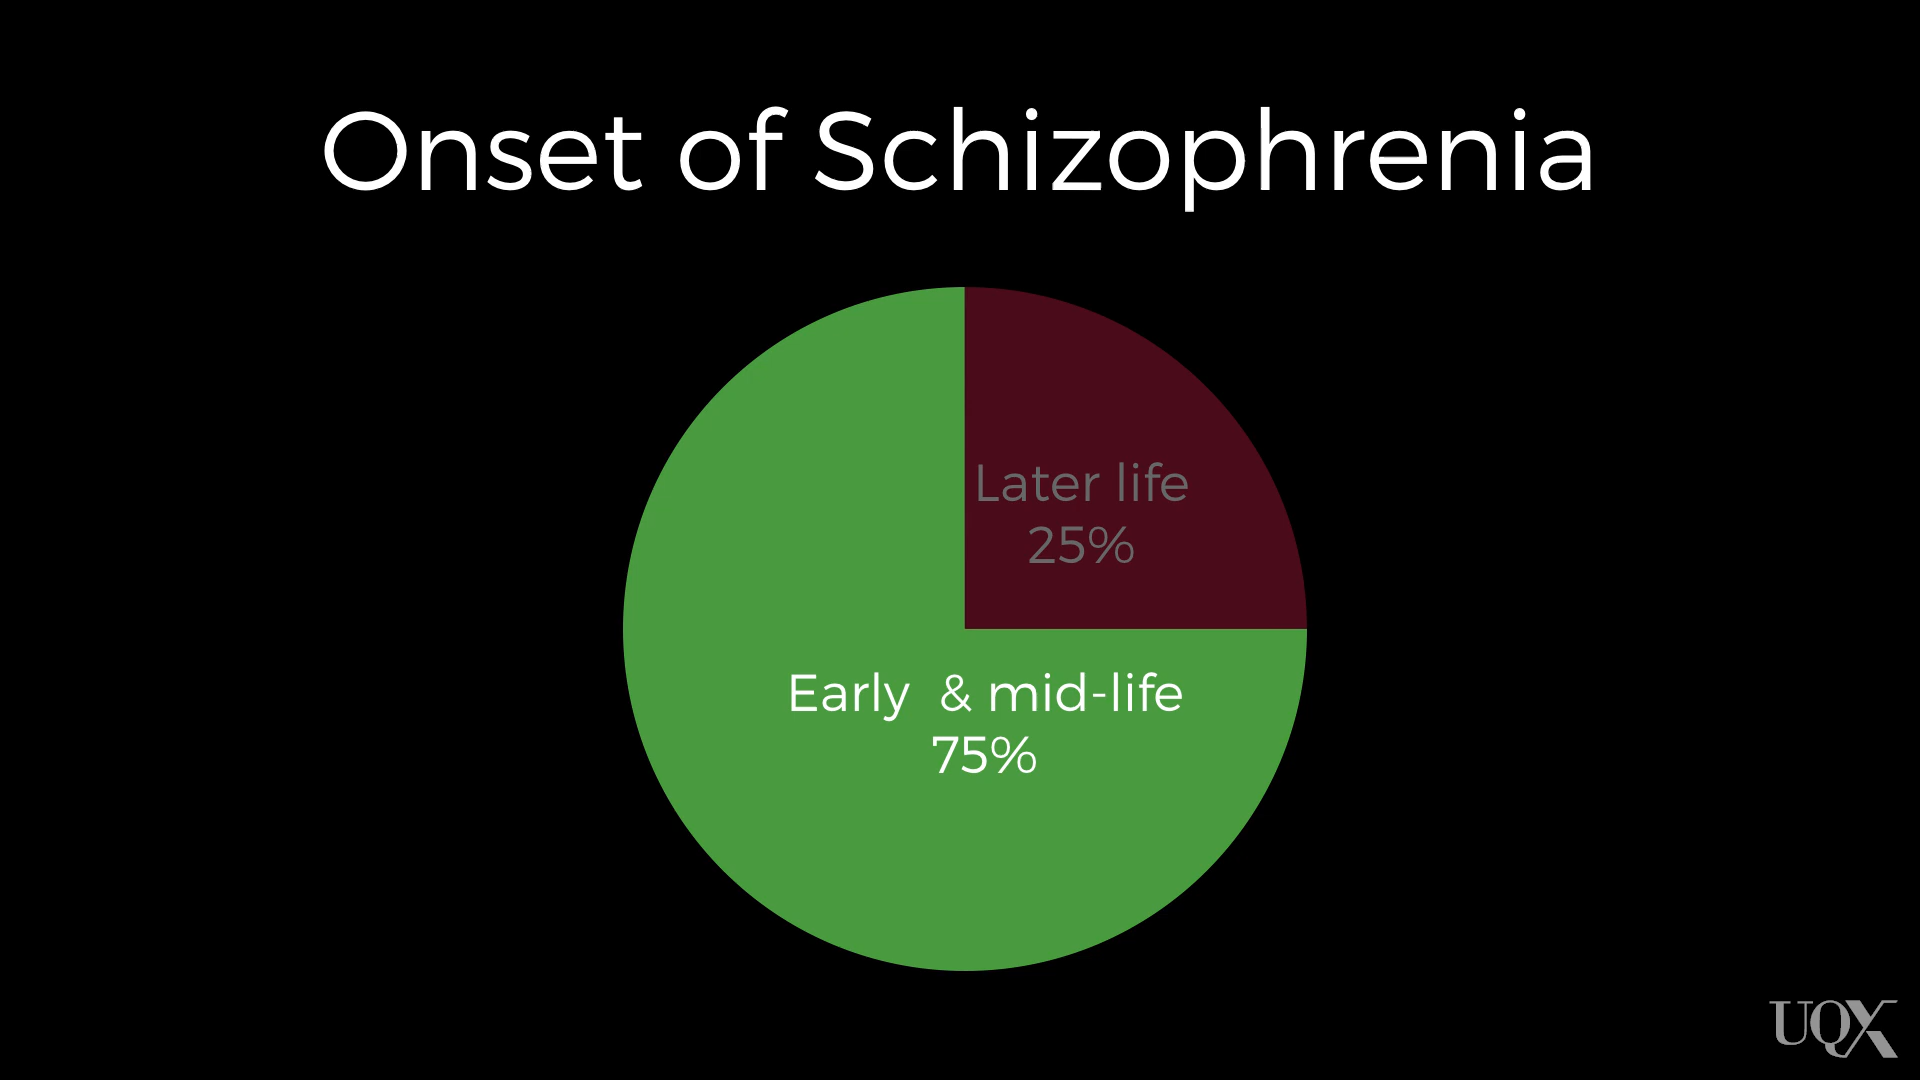 Onset of Schizophrenia
Later life
25%
Early & mid-life
75%
UQX